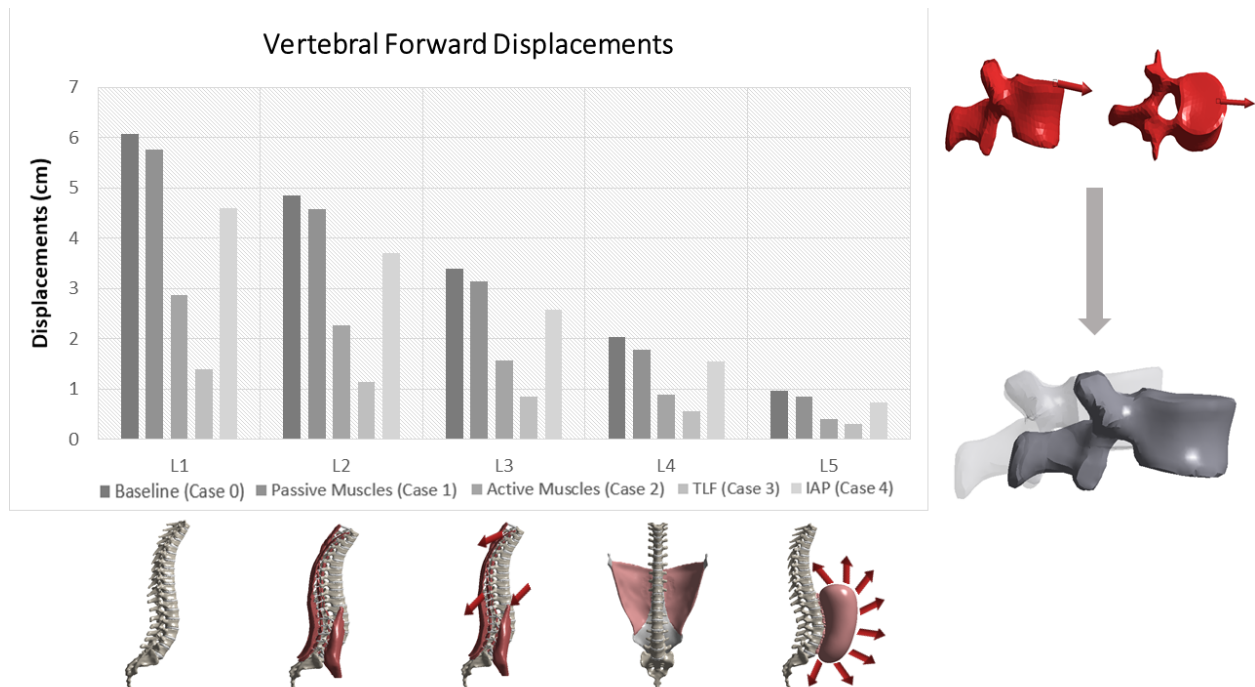 Vertebral Forward Displacements
Displacements (cm)
7
6
5
4
3
2
1
0
L1 L2 L3 L4 L5
Baseline (Case 0) Passive Muscles (Case 1) Active Muscles (Case 2) TLF (Case 3) IAP (Case 4)